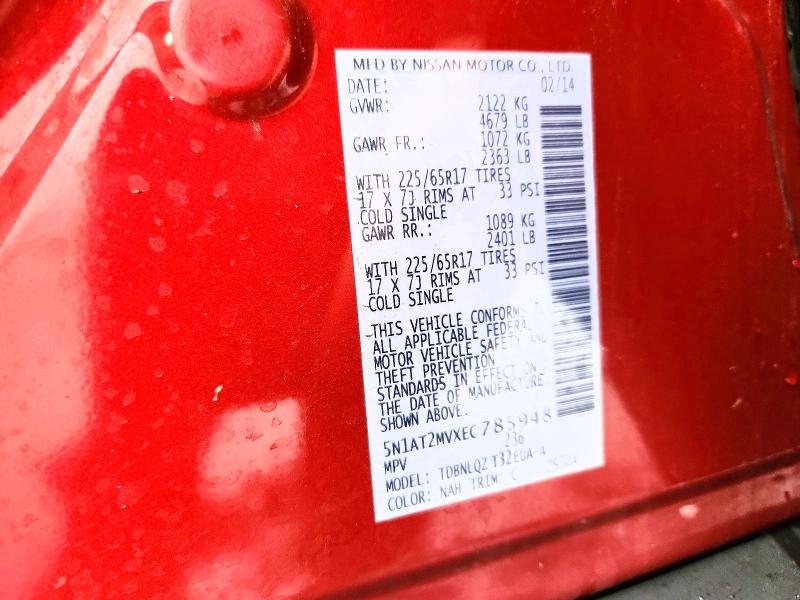 MFD BY NISSAN MOTOR CO., LTD.
DATE: 02/14
GVWR: 2122 KG
4679 LB
GAWR FR.: 1072 KG
2363 LB
WITH 225/65R17 TIRES
17 X 7J RIMS AT 33 PSI
COLD SINGLE
GAWR RR.: 1089 KG
2401 LB
WITH 225/65R17 TIRES
17 X 7J RIMS AT 33 PSI
COLD SINGLE
THIS VEHICLE CONFORMS
ALL APPLICABLE FEDERAL
MOTOR VEHICLE SAFETY AND
THEFT PREVENTION
STANDARDS IN EFFECT ON
THE DATE OF MANUFACTURE
SHOWN ABOVE.
5N1AT2MVXEC785948
MPV 236
MODEL: TDBNLQZ T32EUA-A
COLOR: NAH TRIM: C